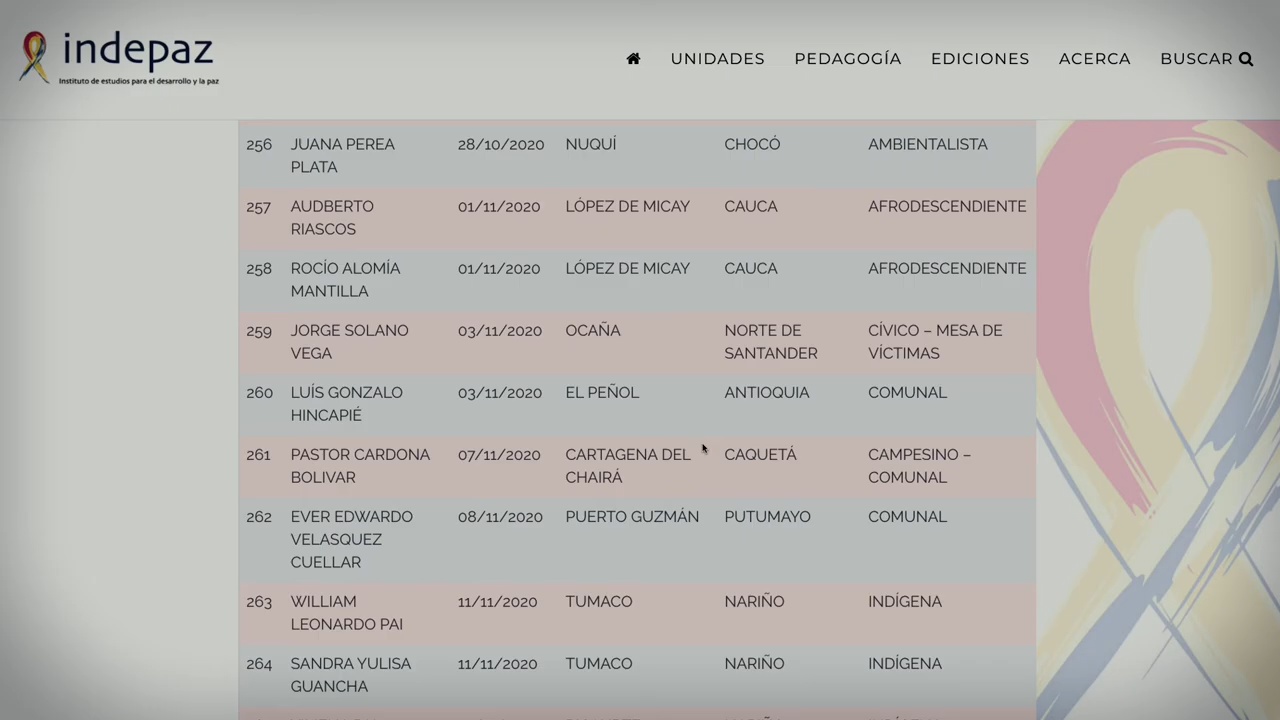 indepaz
Instituto de estudios para el desarrollo y la paz
UNIDADES PEDAGOGÍA EDICIONES ACERCA BUSCAR
256 JUANA PEREA 28/10/2020 NUQUÍ CHOCÓ AMBIENTALISTA
PLATA
257 AUDBERTO 01/11/2020 LÓPEZ DE MICAY CAUCA AFRODESCENDIENTE
RIASCOS
258 ROCÍO ALOMÍA 01/11/2020 LÓPEZ DE MICAY CAUCA AFRODESCENDIENTE
MANTILLA
259 JORGE SOLANO 03/11/2020 OCAÑA NORTE DE CÍVICO – MESA DE
VEGA SANTANDER VÍCTIMAS
260 LUÍS GONZALO 03/11/2020 EL PEÑOL ANTIOQUIA COMUNAL
HINCAPIÉ
261 PASTOR CARDONA 07/11/2020 CARTAGENA DEL CAQUETÁ CAMPESINO –
BOLIVAR CHAIRÁ COMUNAL
262 EVER EDWARDO 08/11/2020 PUERTO GUZMÁN PUTUMAYO COMUNAL
VELASQUEZ
CUELLAR
263 WILLIAM 11/11/2020 TUMACO NARIÑO INDÍGENA
LEONARDO PAI
264 SANDRA YULISA 11/11/2020 TUMACO NARIÑO INDÍGENA
GUANCHA